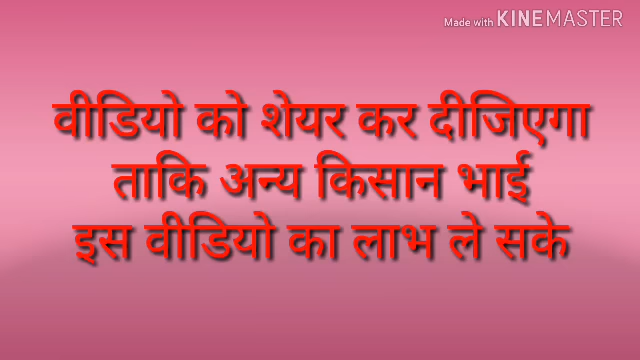 Made with KINEMASTER
वीडियो को शेयर कर दीजिएगा
ताकि अन्य किसान भाई
इस वीडियो का लाभ ले सके